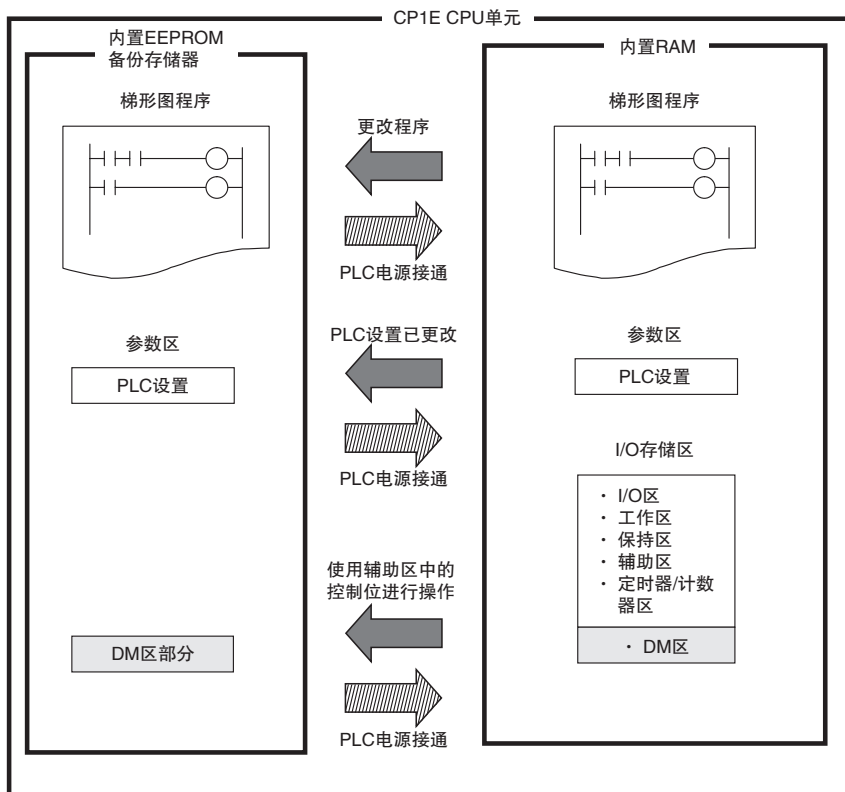 CP1E CPU单元
内置EEPROM
备份存储器
梯形图程序
参数区
PLC设置
DM区部分
更改程序
PLC电源接通
PLC设置已更改
PLC电源接通
使用辅助区中的
控制位进行操作
PLC电源接通
内置RAM
梯形图程序
参数区
PLC设置
I/O存储区
· I/O区
· 工作区
· 保持区
· 辅助区
· 定时器/计数
器区
· DM区